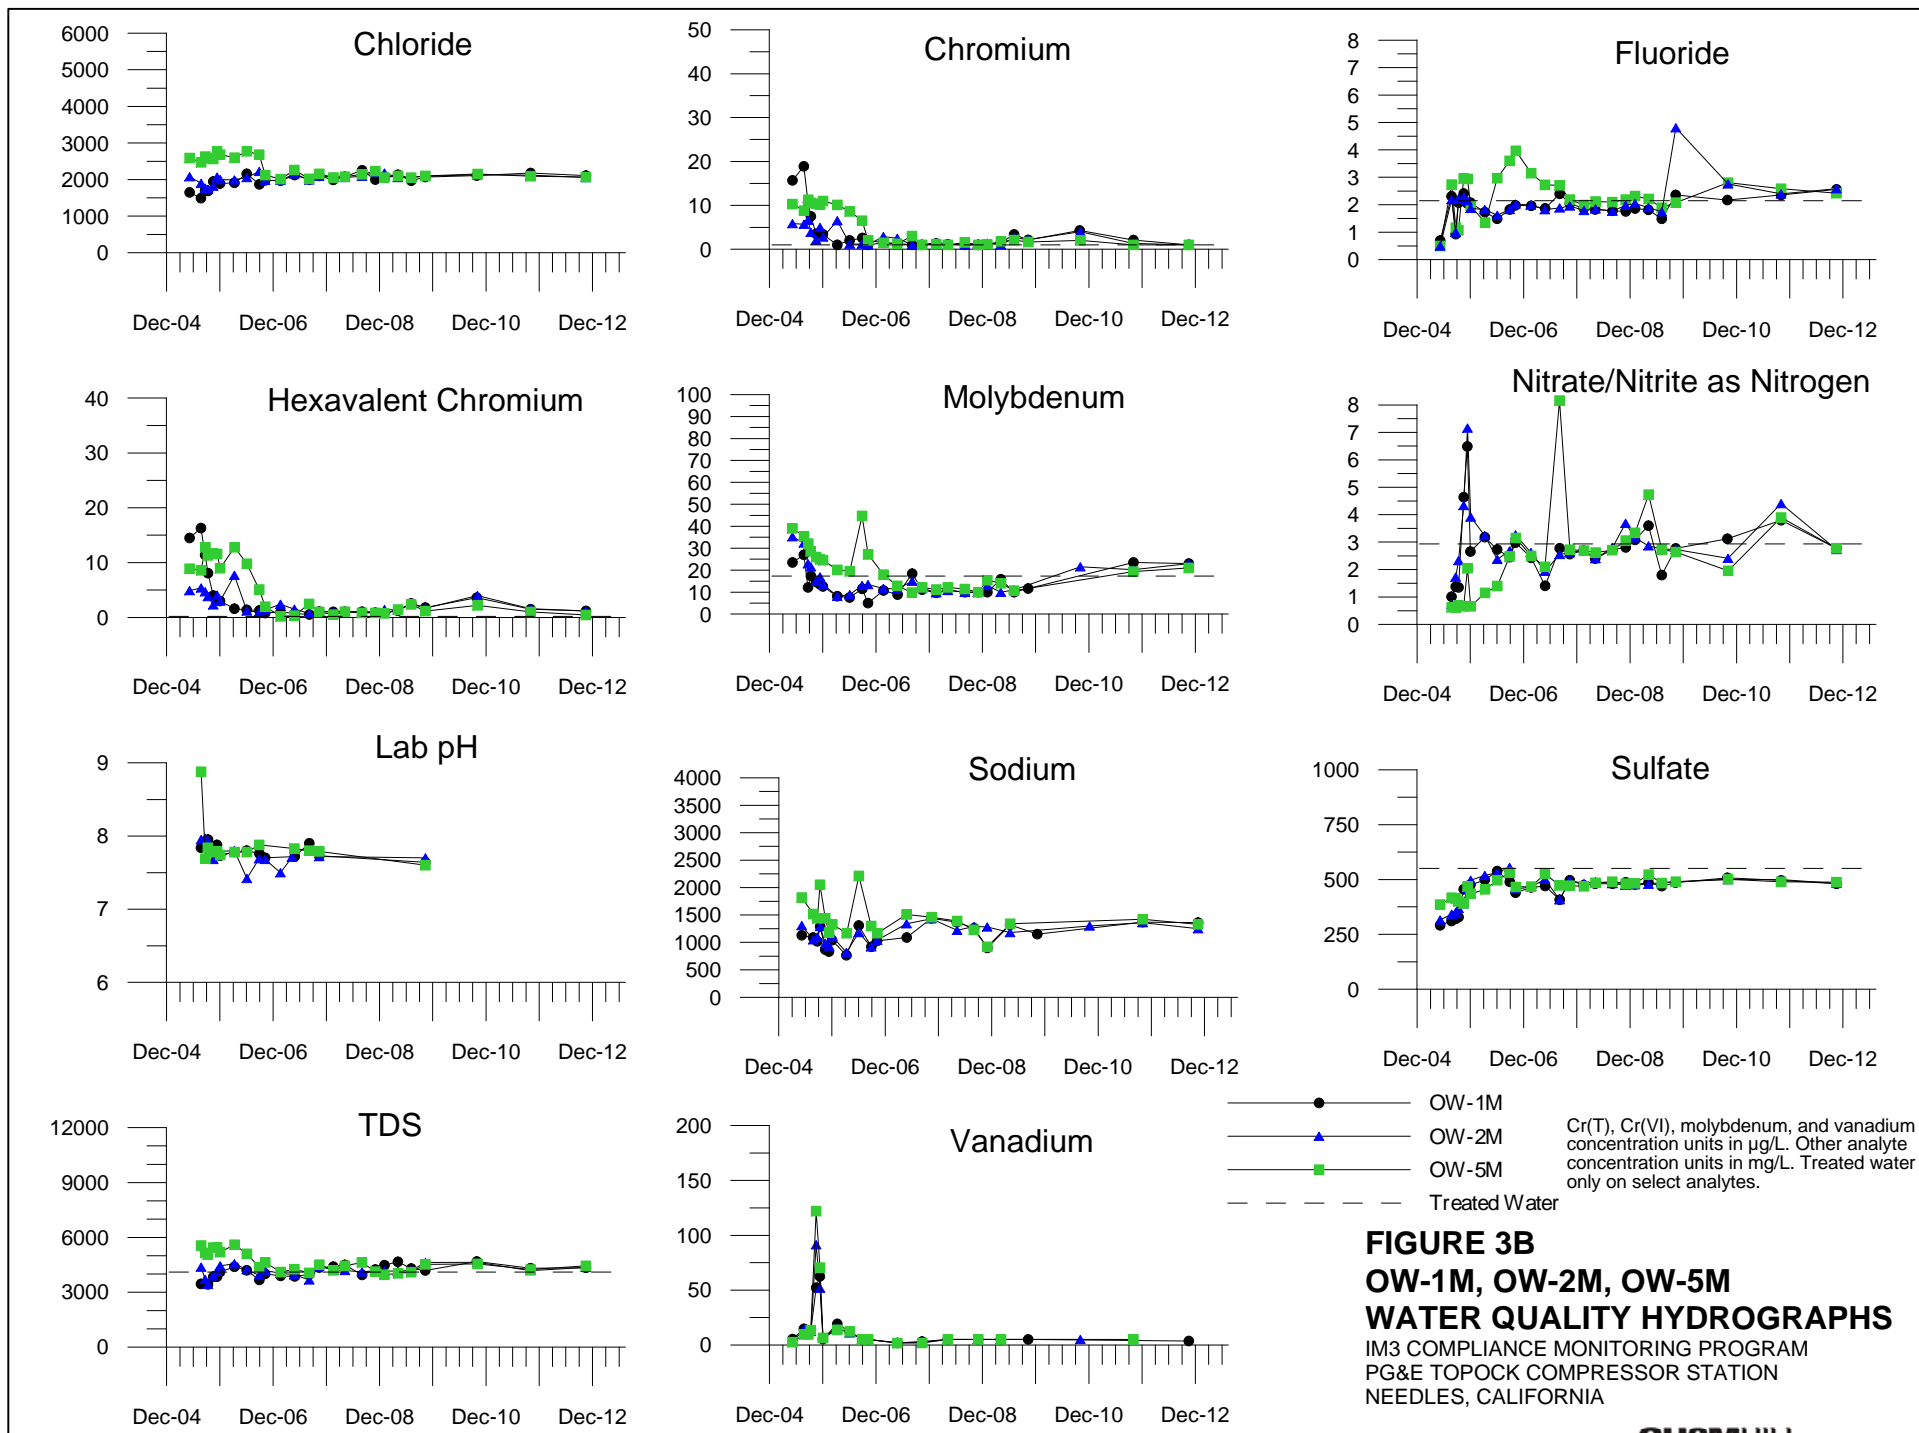 Chloride
6000
5000
4000
3000
2000
1000
0
Dec-04 Dec-06 Dec-08 Dec-10 Dec-12
Chromium
50
40
30
20
10
0
Dec-04 Dec-06 Dec-08 Dec-10 Dec-12
Fluoride
8
7
6
5
4
3
2
1
0
Dec-04 Dec-06 Dec-08 Dec-10 Dec-12
Hexavalent Chromium
40
30
20
10
0
Dec-04 Dec-06 Dec-08 Dec-10 Dec-12
Molybdenum
100
90
80
70
60
50
40
30
20
10
0
Dec-04 Dec-06 Dec-08 Dec-10 Dec-12
Nitrate/Nitrite as Nitrogen
8
7
6
5
4
3
2
1
0
Dec-04 Dec-06 Dec-08 Dec-10 Dec-12
Lab pH
9
8
7
6
Dec-04 Dec-06 Dec-08 Dec-10 Dec-12
Sodium
4000
3500
3000
2500
2000
1500
1000
500
0
Dec-04 Dec-06 Dec-08 Dec-10 Dec-12
Sulfate
1000
750
500
250
0
Dec-04 Dec-06 Dec-08 Dec-10 Dec-12
TDS
12000
9000
6000
3000
0
Dec-04 Dec-06 Dec-08 Dec-10 Dec-12
Vanadium
200
150
100
50
0
Dec-04 Dec-06 Dec-08 Dec-10 Dec-12
OW-1M
OW-2M
OW-5M
Treated Water
Cr(T), Cr(VI), molybdenum, and vanadium
concentration units in µg/L. Other analyte
concentration units in mg/L. Treated water
only on select analytes.
FIGURE 3B
OW-1M, OW-2M, OW-5M
WATER QUALITY HYDROGRAPHS
IM3 COMPLIANCE MONITORING PROGRAM
PG&E TOPOCK COMPRESSOR STATION
NEEDLES, CALIFORNIA